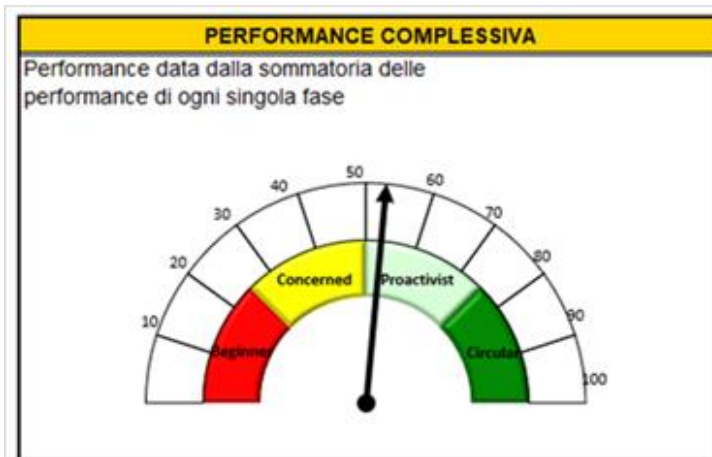 PERFORMANCE COMPLESSIVA
Performance data dalla sommatoria delle
performance di ogni singola fase
10
20
30
40
50
60
70
80
90
100
Beginner
Concerned
Proactivist
Circular